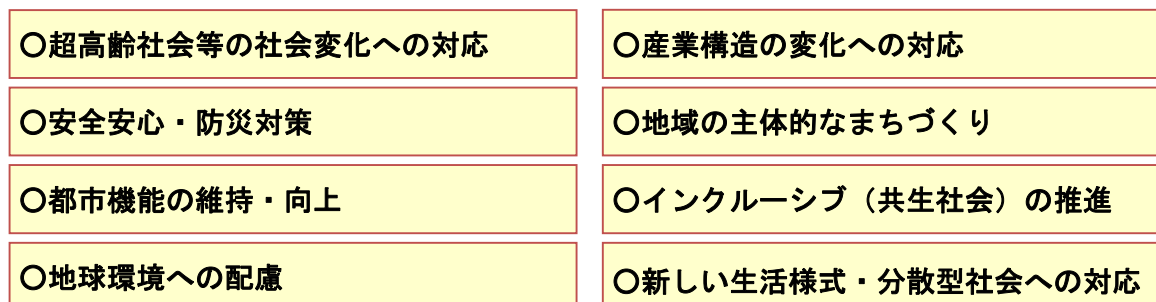 〇超高齢社会等の社会変化への対応
〇安全安心・防災対策
〇都市機能の維持・向上
〇地球環境への配慮
〇産業構造の変化への対応
〇地域の主体的なまちづくり
〇インクルーシブ（共生社会）の推進
〇新しい生活様式・分散型社会への対応